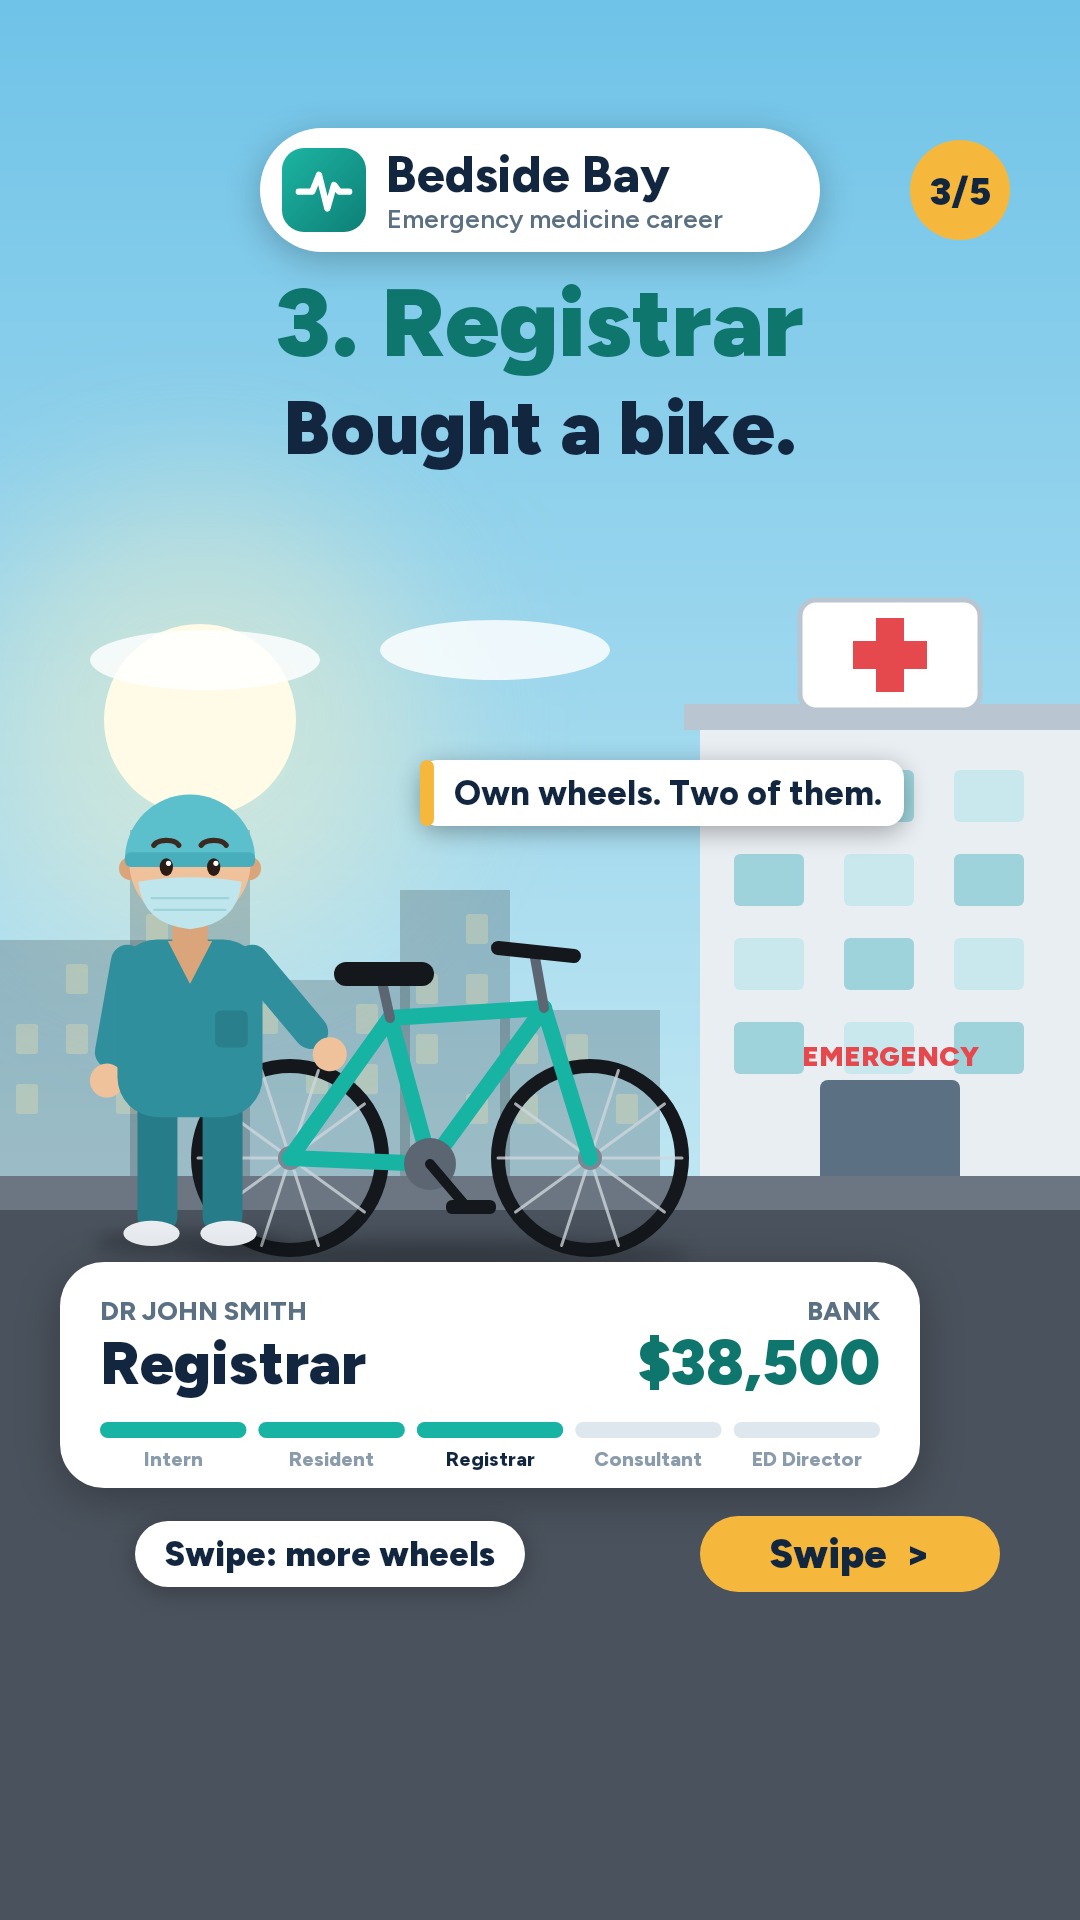 Bedside Bay
Emergency medicine career
3/5
3. Registrar
Bought a bike.
Own wheels. Two of them.
EMERGENCY
DR JOHN SMITH
BANK
Registrar
$38,500
Intern
Resident
Registrar
Consultant
ED Director
Swipe: more wheels
Swipe >